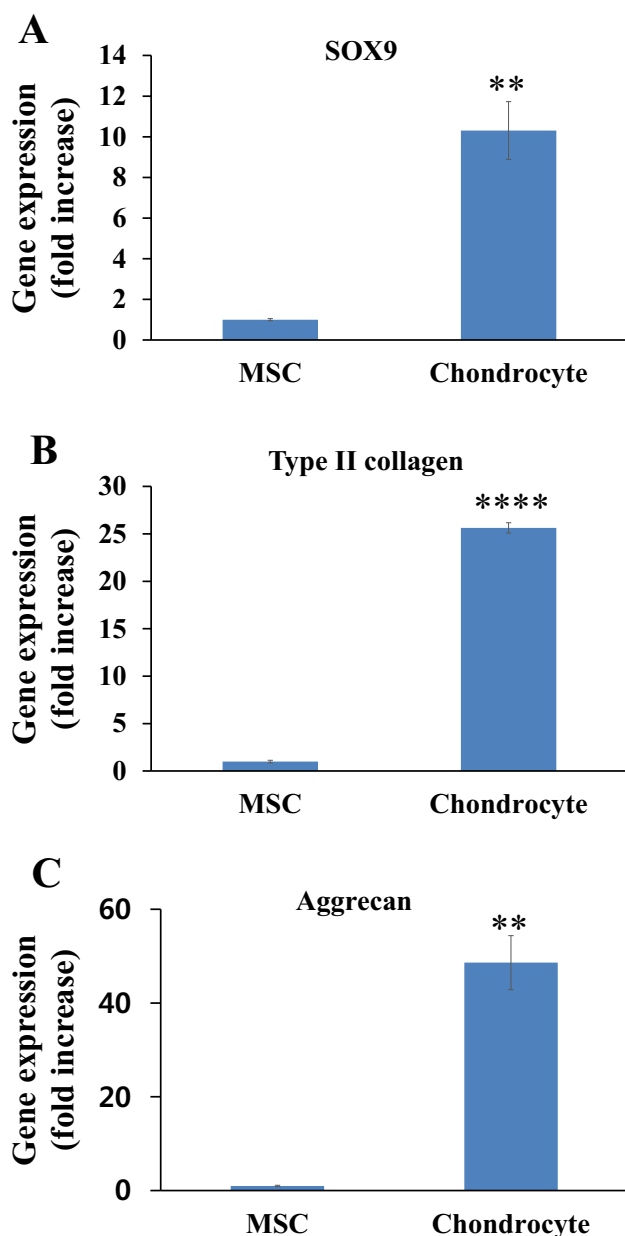 A
SOX9
Gene expression
(fold increase)
14
12
10
8
6
4
2
0
**
MSC
Chondrocyte
B
Type II collagen
Gene expression
(fold increase)
30
25
20
15
10
5
0
****
MSC
Chondrocyte
C
Aggrecan
Gene expression
(fold increase)
60
40
20
0
**
MSC
Chondrocyte